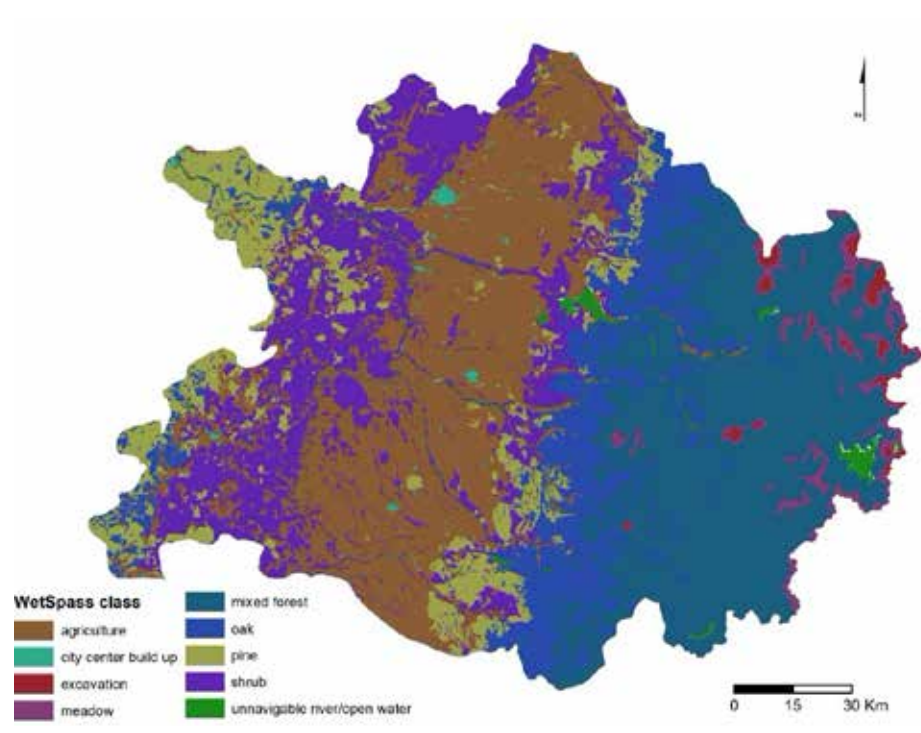 WetSpass class
agriculture
city center build up
excavation
meadow
mixed forest
oak
pine
shrub
unnavigable river/open water
0 15 30 Km